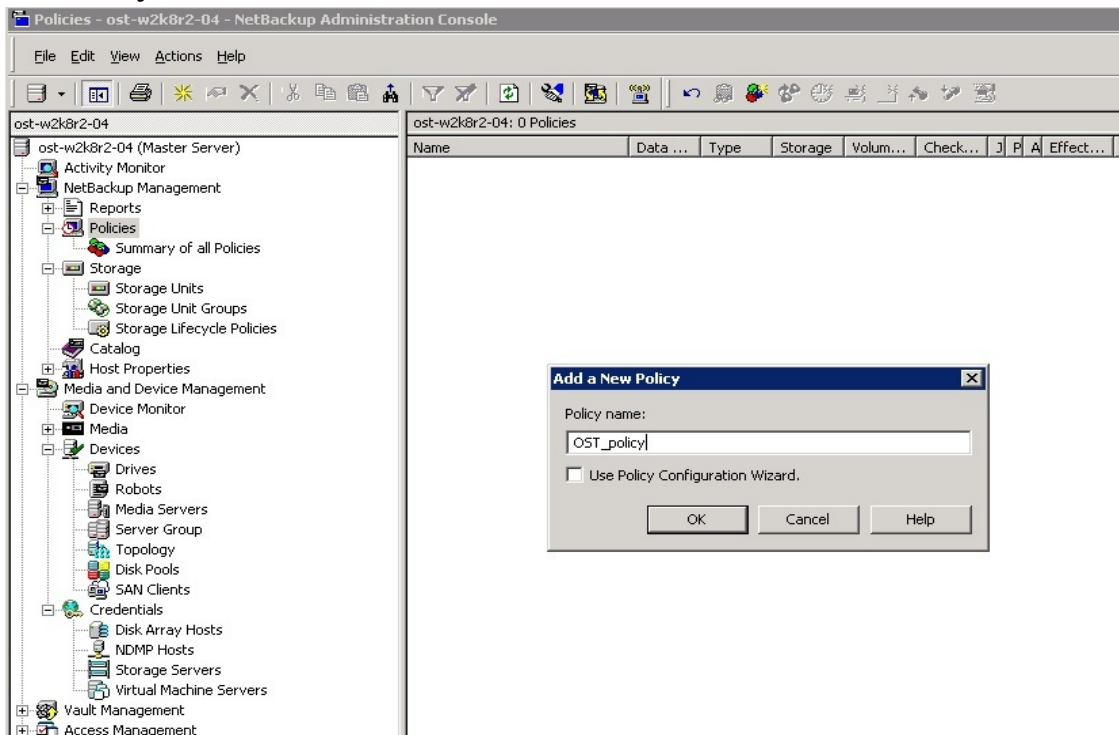 Policies - ost-w2k8r2-04 - NetBackup Administration Console
File Edit View Actions Help
ost-w2k8r2-04
ost-w2k8r2-04: 0 Policies
Name Data ... Type Storage Volum... Check... J P A Effect...
ost-w2k8r2-04 (Master Server)
Activity Monitor
NetBackup Management
Reports
Policies
Summary of all Policies
Storage
Storage Units
Storage Unit Groups
Storage Lifecycle Policies
Catalog
Host Properties
Media and Device Management
Device Monitor
Media
Devices
Drives
Robots
Media Servers
Server Group
Topology
Disk Pools
SAN Clients
Credentials
Disk Array Hosts
NDMP Hosts
Storage Servers
Virtual Machine Servers
Vault Management
Access Management
Add a New Policy
Policy name:
OST_policy
Use Policy Configuration Wizard.
OK Cancel Help